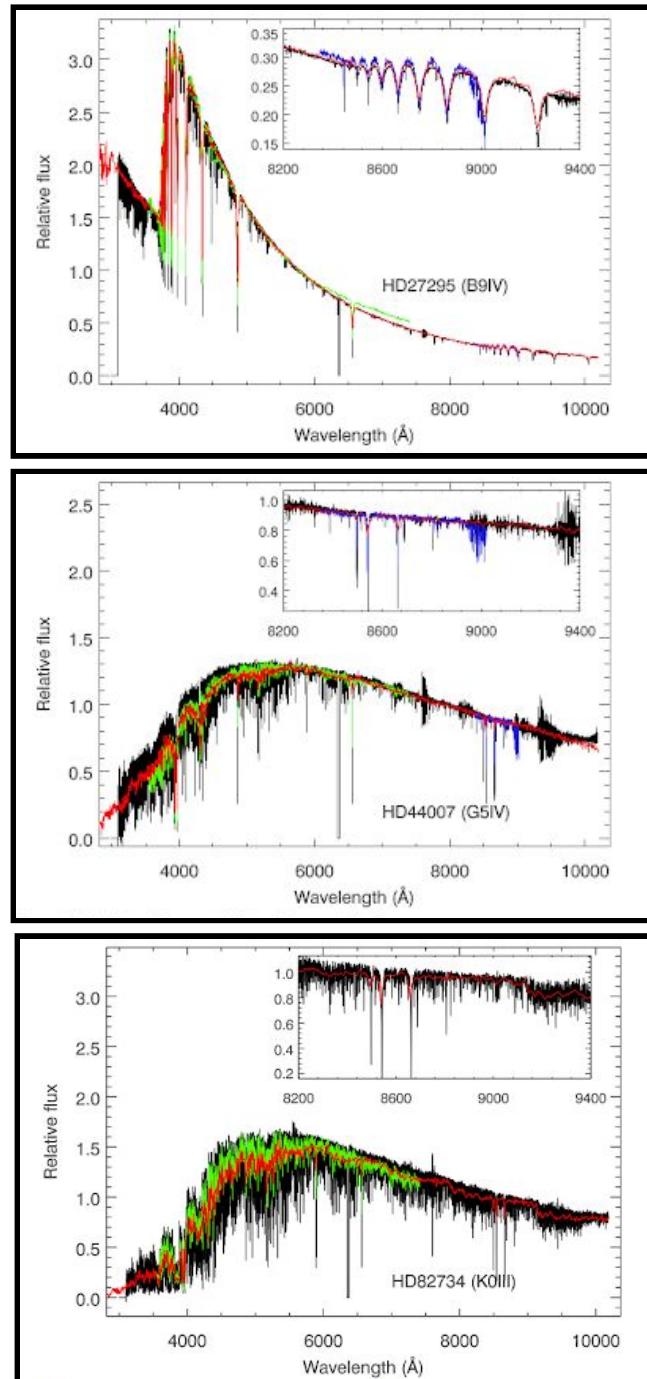 3.0
2.5
2.0
1.5
1.0
0.5
0.0
Relative flux
0.35
0.30
0.25
0.20
0.15
8200 8600 9000 9400
HD27295 (B9IV)
4000 6000 8000 10000
Wavelength (Å)
2.5
2.0
1.5
1.0
0.5
0.0
Relative flux
1.0
0.8
0.6
0.4
8200 8600 9000 9400
HD44007 (G5IV)
4000 6000 8000 10000
Wavelength (Å)
3.0
2.5
2.0
1.5
1.0
0.5
0.0
Relative flux
1.0
0.8
0.6
0.4
0.2
8200 8600 9000 9400
HD82734 (K0III)
4000 6000 8000 10000
Wavelength (Å)